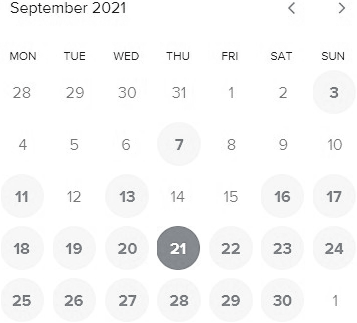 September 2021
MON TUE WED THU FRI SAT SUN
28 29 30 31 1 2 3
4 5 6 7 8 9 10
11 12 13 14 15 16 17
18 19 20 21 22 23 24
25 26 27 28 29 30 1